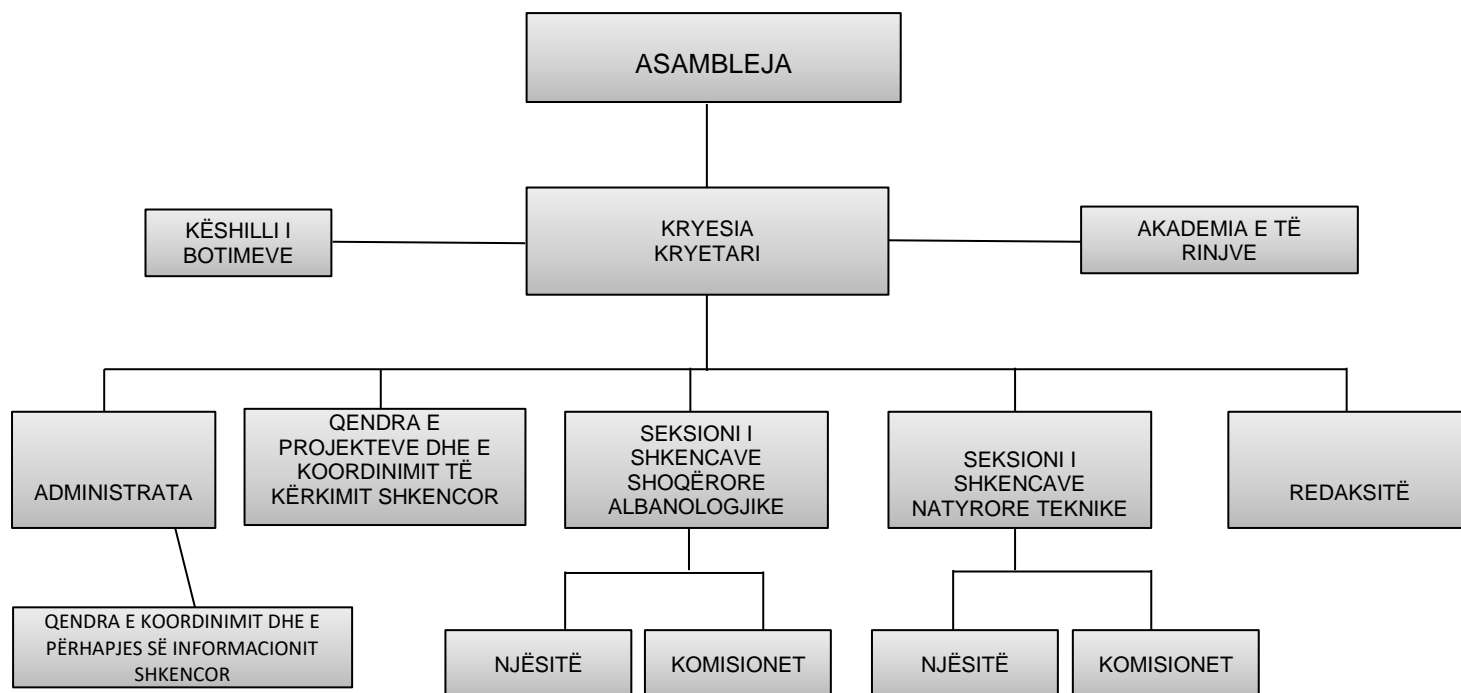 ASAMBLEJA
KËSHILLI I
BOTIMEVE
KRYESIA
KRYETARI
AKADEMIA E TË
RINJVE
ADMINISTRATA
QENDRA E
PROJEKTEVE DHE E
KOORDINIMIT TË
KËRKIMIT SHKENCOR
SEKSIONI I
SHKENCAVE
SHOQËRORE
ALBANOLOGJIKE
SEKSIONI I
SHKENCAVE
NATYRORE TEKNIKE
REDAKSITË
QENDRA E KOORDINIMIT DHE E
PËRHAPJES SË INFORMACIONIT
SHKENCOR
NJËSITË
KOMISIONET
NJËSITË
KOMISIONET